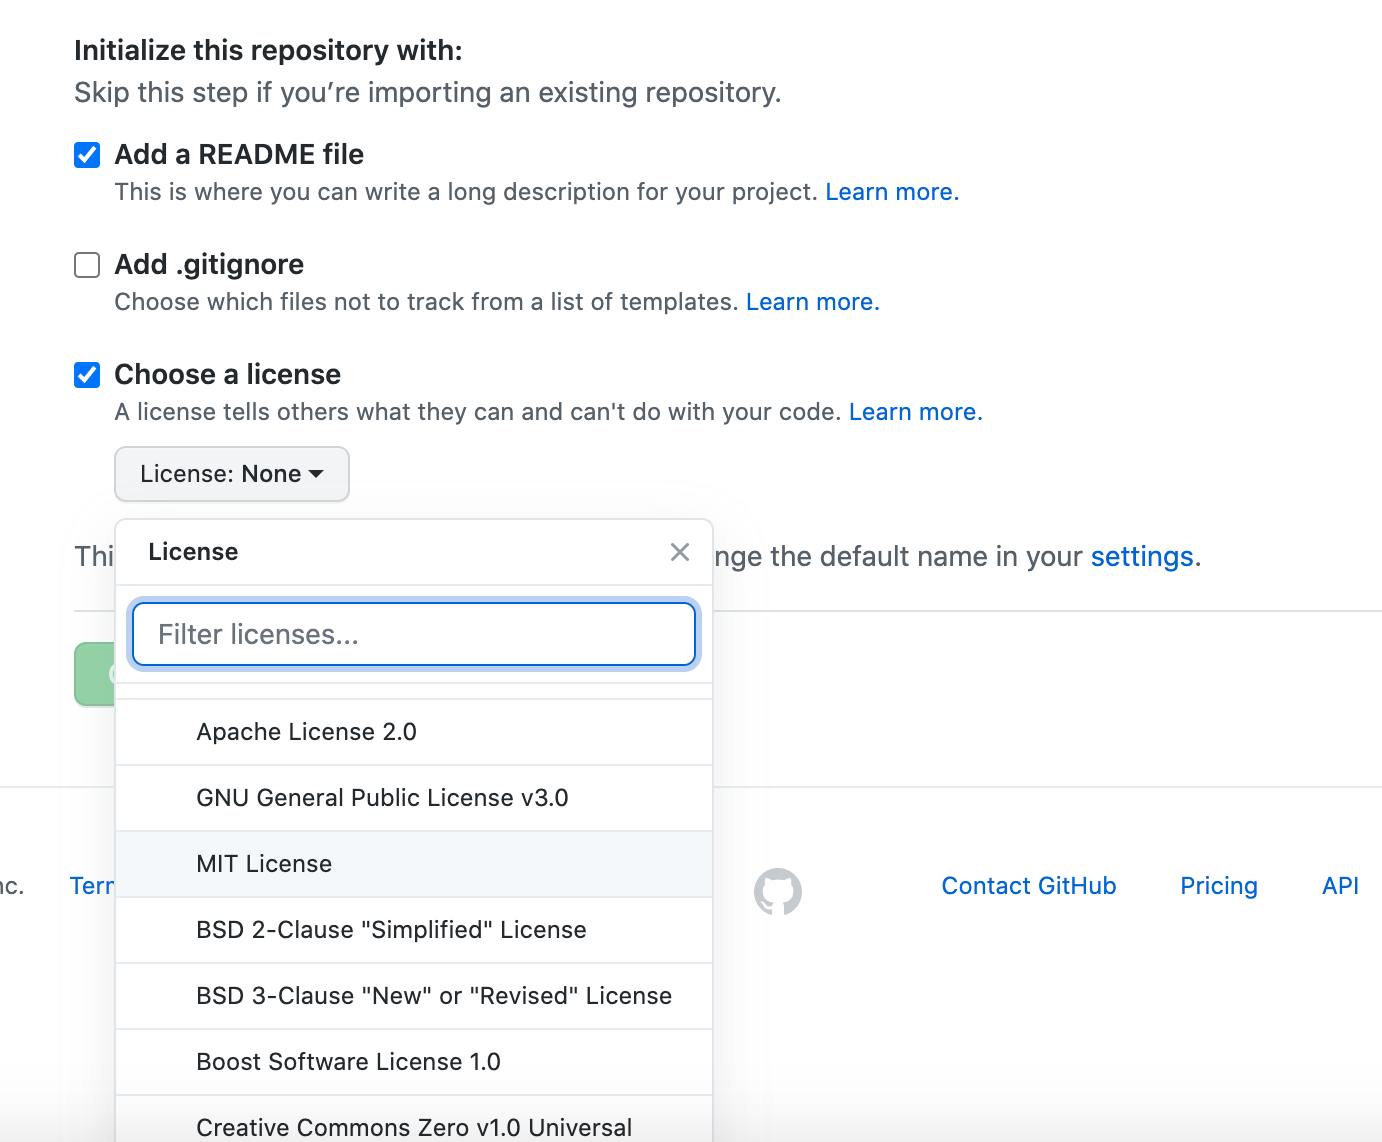 Initialize this repository with:
Skip this step if you’re importing an existing repository.
Add a README file
This is where you can write a long description for your project. Learn more.
Add .gitignore
Choose which files not to track from a list of templates. Learn more.
Choose a license
A license tells others what they can and can't do with your code. Learn more.
License: None
License
nge the default name in your settings.
Filter licenses...
Apache License 2.0
GNU General Public License v3.0
MIT License
BSD 2-Clause "Simplified" License
BSD 3-Clause "New" or "Revised" License
Boost Software License 1.0
Creative Commons Zero v1.0 Universal
Contact GitHub
Pricing
API